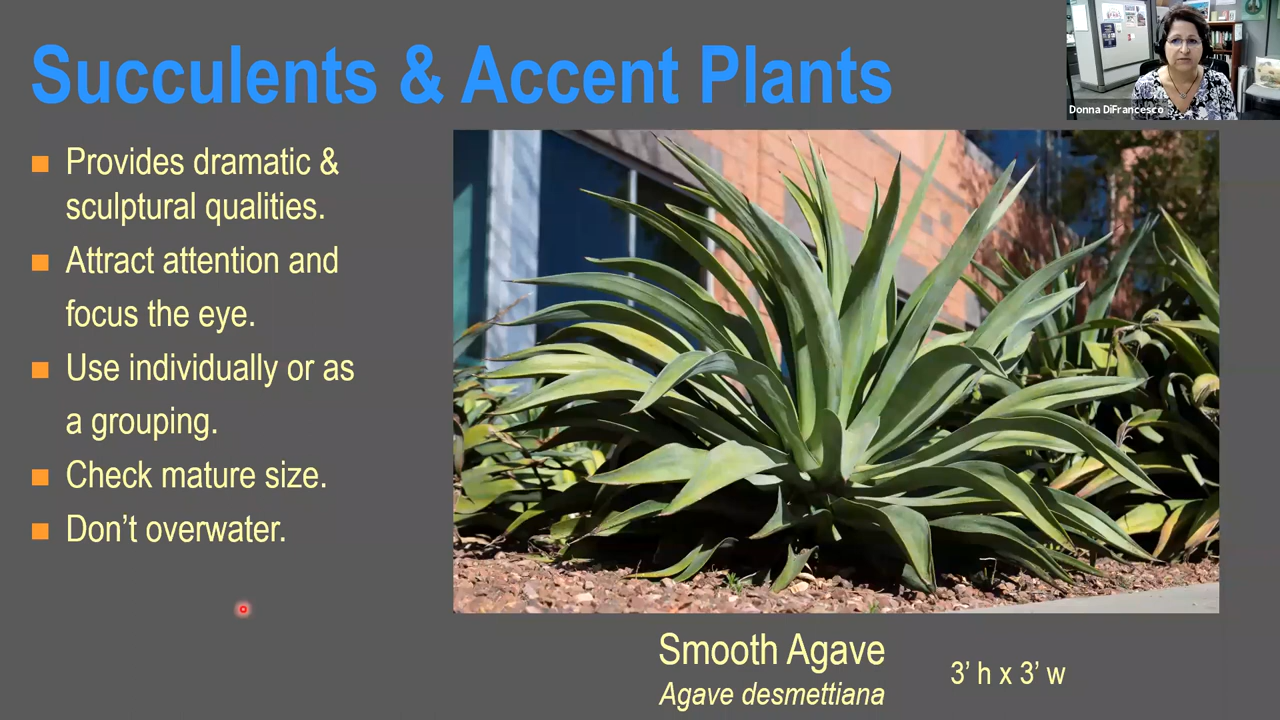 Succulents & Accent Plants
Donna DiFrancesco
Provides dramatic &
sculptural qualities.
Attract attention and
focus the eye.
Use individually or as
a grouping.
Check mature size.
Don’t overwater.
Smooth Agave
Agave desmettiana
3’ h x 3’ w